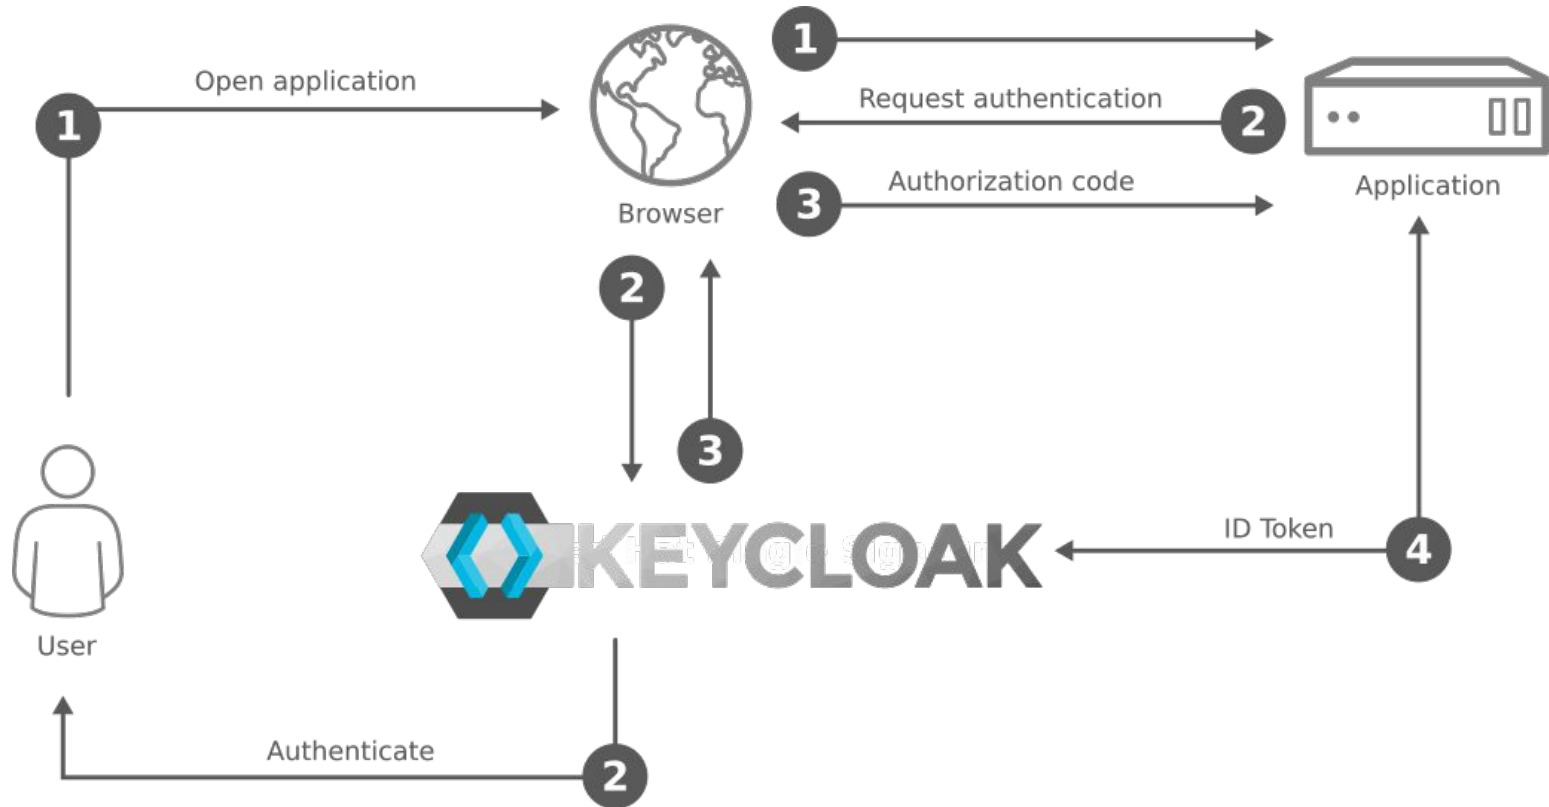 Open application
1
1
Request authentication
2
Authorization code
3
Browser
Application
2
3
KEYCLOAK
ID Token
4
User
Authenticate
2